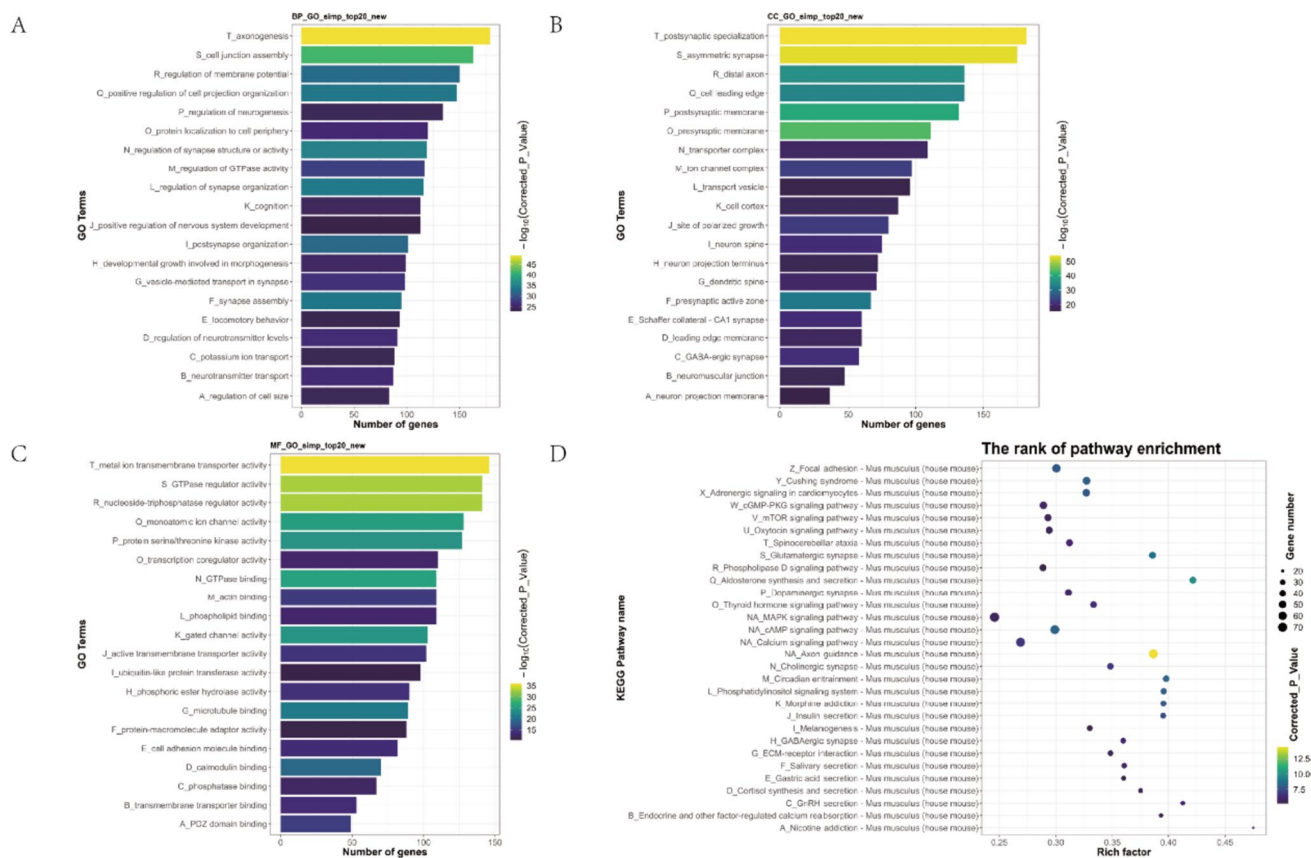 A
BP_GO_simp_top20_new
T_axonogenesis
S_cell junction assembly
R_regulation of membrane potential
Q_positive regulation of cell projection organization
P_regulation of neurogenesis
O_protein localization to cell periphery
N_regulation of synapse structure or activity
M_regulation of GTPase activity
L_regulation of synapse organization
K_cognition
J_positive regulation of nervous system development
I_postsynapse organization
H_developmental growth involved in morphogenesis
G_vesicle-mediated transport in synapse
F_synapse assembly
E_locomotory behavior
D_regulation of neurotransmitter levels
C_potassium ion transport
B_neurotransmitter transport
A_regulation of cell size
GO Terms
0 50 100 150
Number of genes
−log10(Corrected_P_Value)
45
40
35
30
25
B
CC_GO_simp_top20_new
T_postsynaptic specialization
S_asymmetric synapse
R_distal axon
Q_cell leading edge
P_postsynaptic membrane
O_presynaptic membrane
N_transporter complex
M_ion channel complex
L_transport vesicle
K_cell cortex
J_site of polarized growth
I_neuron spine
H_neuron projection terminus
G_dendritic spine
F_presynaptic active zone
E_Schaffer collateral - CA1 synapse
D_leading edge membrane
C_GABA-ergic synapse
B_neuromuscular junction
A_neuron projection membrane
GO Terms
0 50 100 150
Number of genes
−log10(Corrected_P_Value)
50
40
30
20
C
MF_GO_simp_top20_new
T_metal ion transmembrane transporter activity
S_GTPase regulator activity
R_nucleoside-triphosphatase regulator activity
Q_monoatomic ion channel activity
P_protein serine/threonine kinase activity
O_transcription coregulator activity
N_GTPase binding
M_actin binding
L_phospholipid binding
K_gated channel activity
J_active transmembrane transporter activity
I_ubiquitin-like protein transferase activity
H_phosphoric ester hydrolase activity
G_microtubule binding
F_protein-macromolecule adaptor activity
E_cell adhesion molecule binding
D_calmodulin binding
C_phosphatase binding
B_transmembrane transporter binding
A_PDZ domain binding
GO Terms
0 50 100 150
Number of genes
−log10(Corrected_P_Value)
35
30
25
20
15
D
The rank of pathway enrichment
Z_Focal adhesion - Mus musculus (house mouse)
Y_Cushing syndrome - Mus musculus (house mouse)
X_Adrenergic signaling in cardiomyocytes - Mus musculus (house mouse)
W_cGMP-PKG signaling pathway - Mus musculus (house mouse)
V_mTOR signaling pathway - Mus musculus (house mouse)
U_Oxytocin signaling pathway - Mus musculus (house mouse)
T_Spinocerebellar ataxia - Mus musculus (house mouse)
S_Glutamatergic synapse - Mus musculus (house mouse)
R_Phospholipase D signaling pathway - Mus musculus (house mouse)
Q_Aldosterone synthesis and secretion - Mus musculus (house mouse)
P_Dopaminergic synapse - Mus musculus (house mouse)
O_Thyroid hormone signaling pathway - Mus musculus (house mouse)
NA_MAPK signaling pathway - Mus musculus (house mouse)
NA_cAMP signaling pathway - Mus musculus (house mouse)
NA_Calcium signaling pathway - Mus musculus (house mouse)
NA_Axon guidance - Mus musculus (house mouse)
N_Cholinergic synapse - Mus musculus (house mouse)
M_Circadian entrainment - Mus musculus (house mouse)
L_Phosphatidylinositol signaling system - Mus musculus (house mouse)
K_Morphine addiction - Mus musculus (house mouse)
J_Insulin secretion - Mus musculus (house mouse)
I_Melanogenesis - Mus musculus (house mouse)
H_GABAergic synapse - Mus musculus (house mouse)
G_ECM-receptor interaction - Mus musculus (house mouse)
F_Salivary secretion - Mus musculus (house mouse)
E_Gastric acid secretion - Mus musculus (house mouse)
D_Cortisol synthesis and secretion - Mus musculus (house mouse)
C_GnRH secretion - Mus musculus (house mouse)
B_Endocrine and other factor-regulated calcium reabsorption - Mus musculus (house mouse)
A_Nicotine addiction - Mus musculus (house mouse)
KEGG Pathway name
0.25 0.30 0.35 0.40 0.45
Rich factor
Gene number
20
30
40
50
60
70
Corrected_P_Value
12.5
10.0
7.5